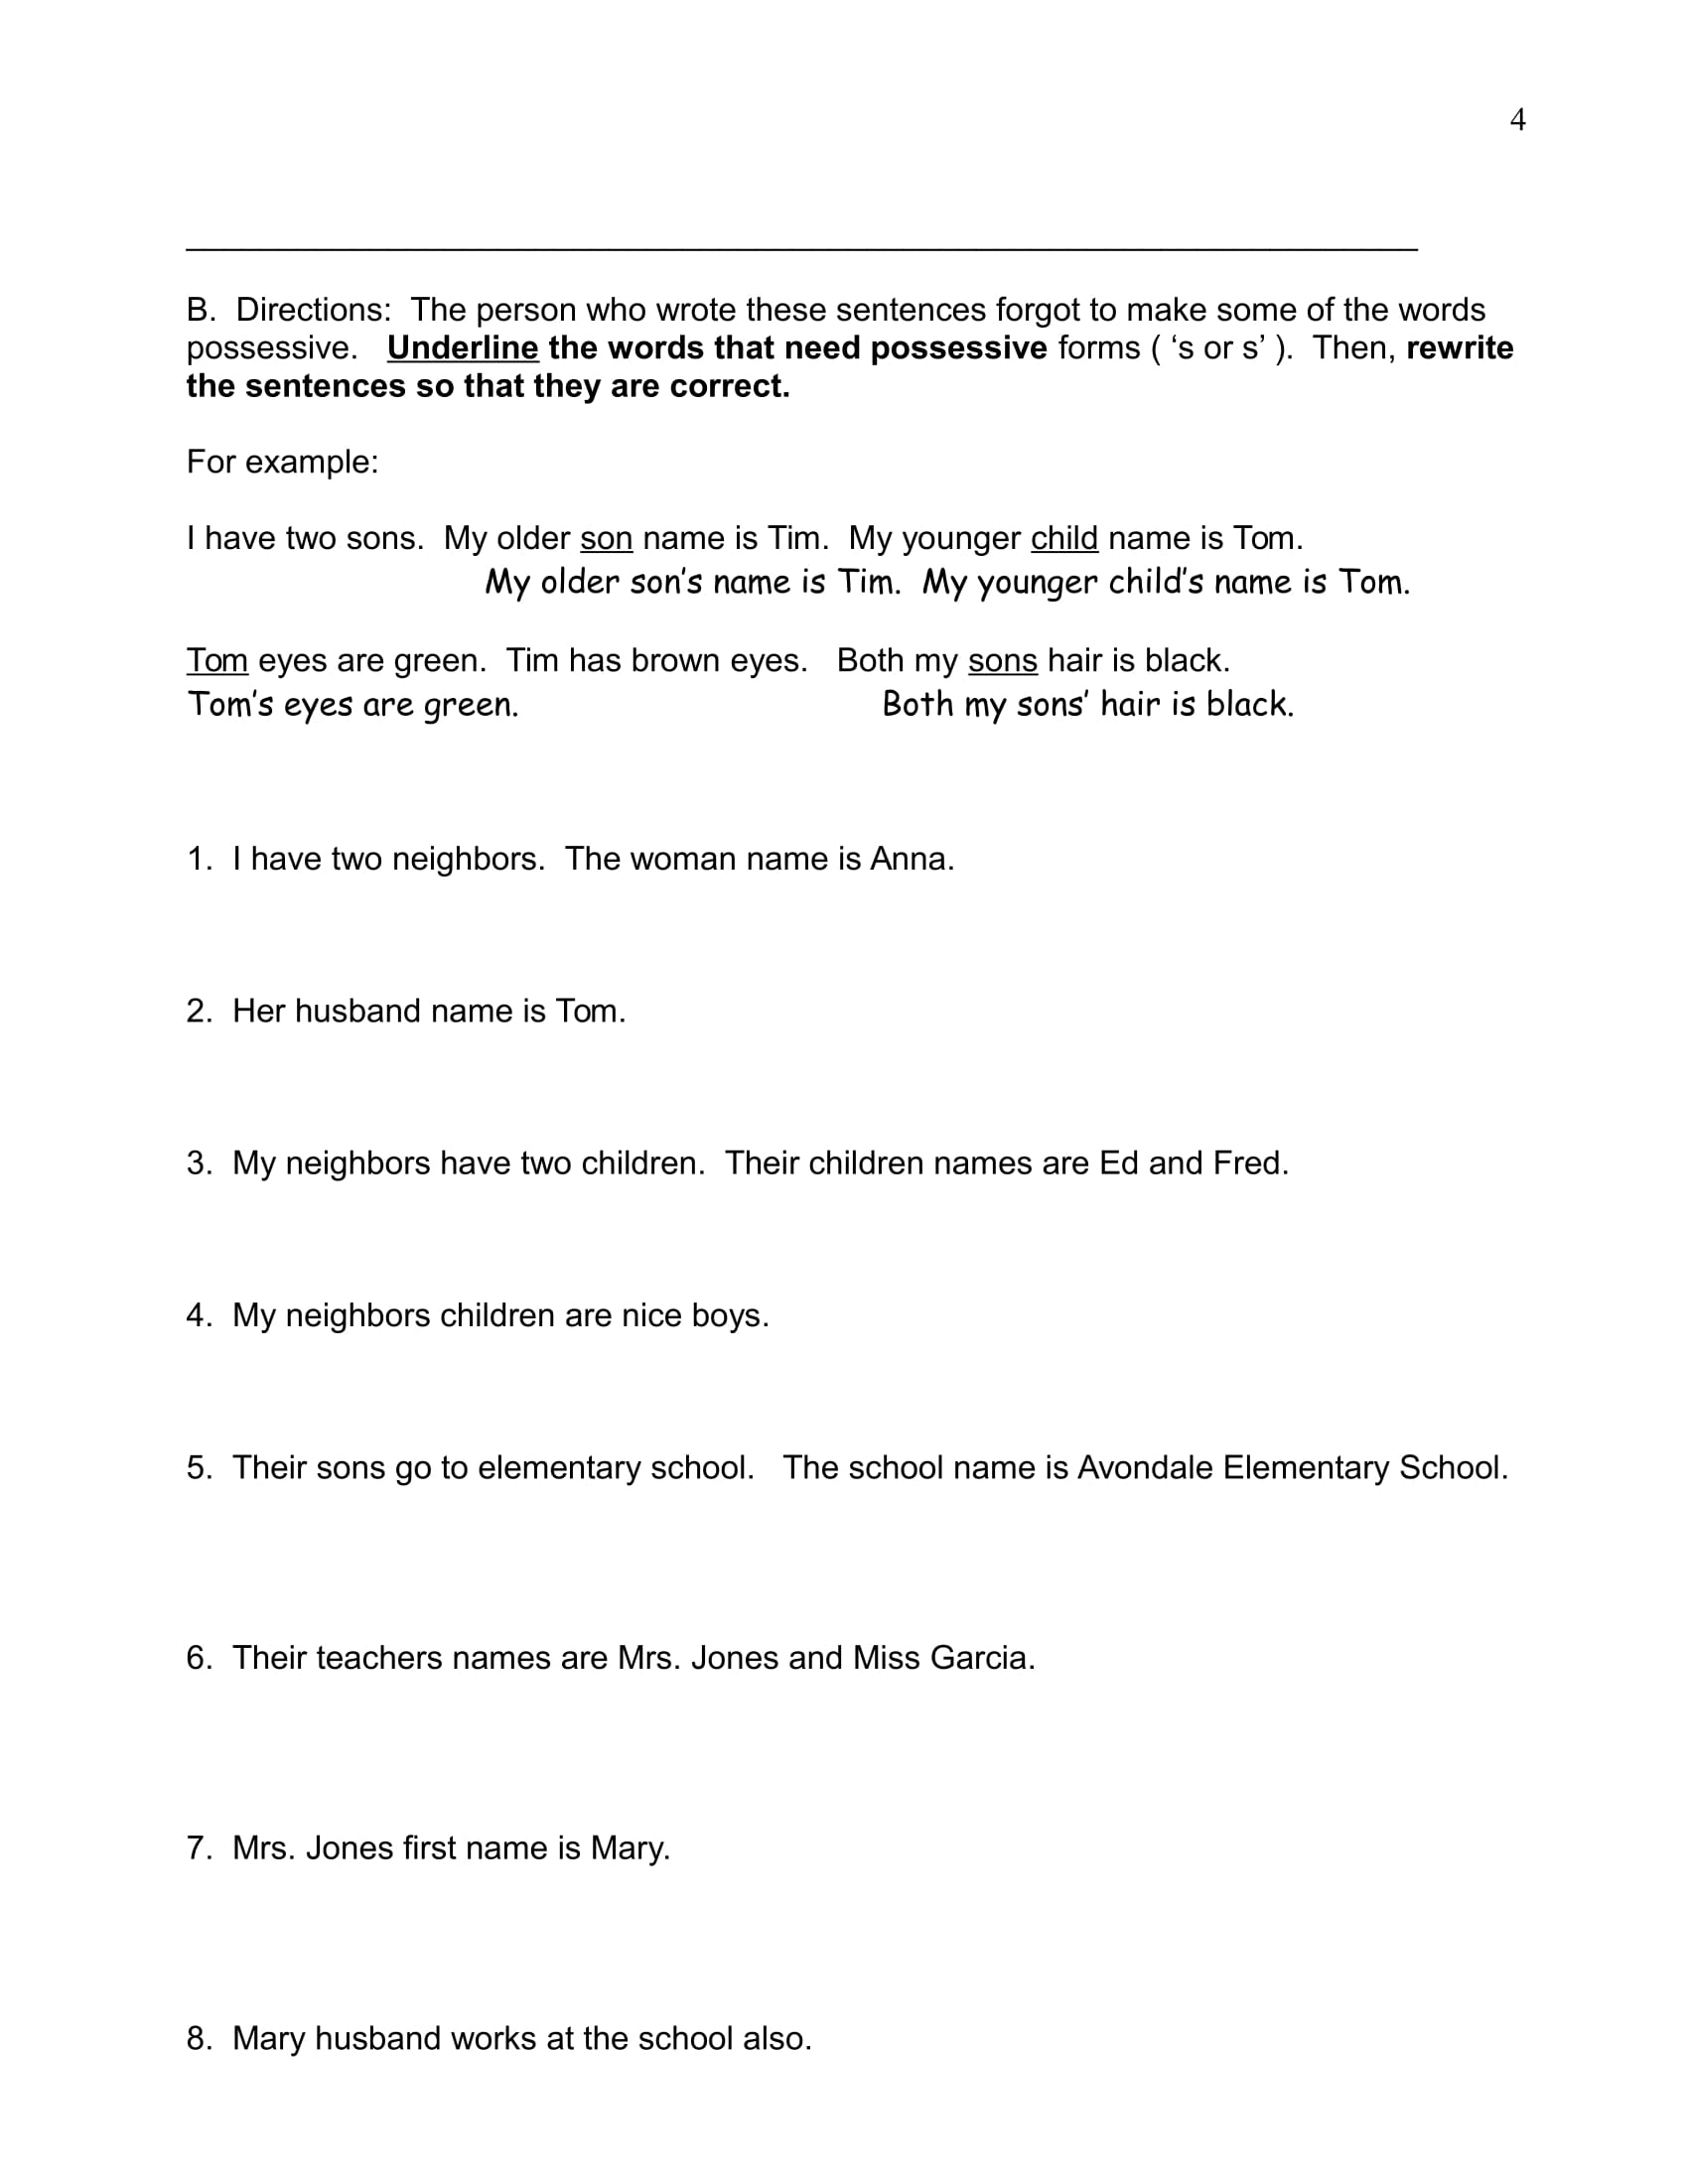 4
B.  Directions:  The person who wrote these sentences forgot to make some of the words
possessive.   Underline the words that need possessive forms ( ‘s or s’ ).  Then, rewrite
the sentences so that they are correct.
For example:
I have two sons.  My older son name is Tim.  My younger child name is Tom.
My older son’s name is Tim.  My younger child’s name is Tom.
Tom eyes are green.  Tim has brown eyes.   Both my sons hair is black.
Tom’s eyes are green.   Both my sons’ hair is black.
1.  I have two neighbors.  The woman name is Anna.
2.  Her husband name is Tom.
3.  My neighbors have two children.  Their children names are Ed and Fred.
4.  My neighbors children are nice boys.
5.  Their sons go to elementary school.   The school name is Avondale Elementary School.
6.  Their teachers names are Mrs. Jones and Miss Garcia.
7.  Mrs. Jones first name is Mary.
8.  Mary husband works at the school also.